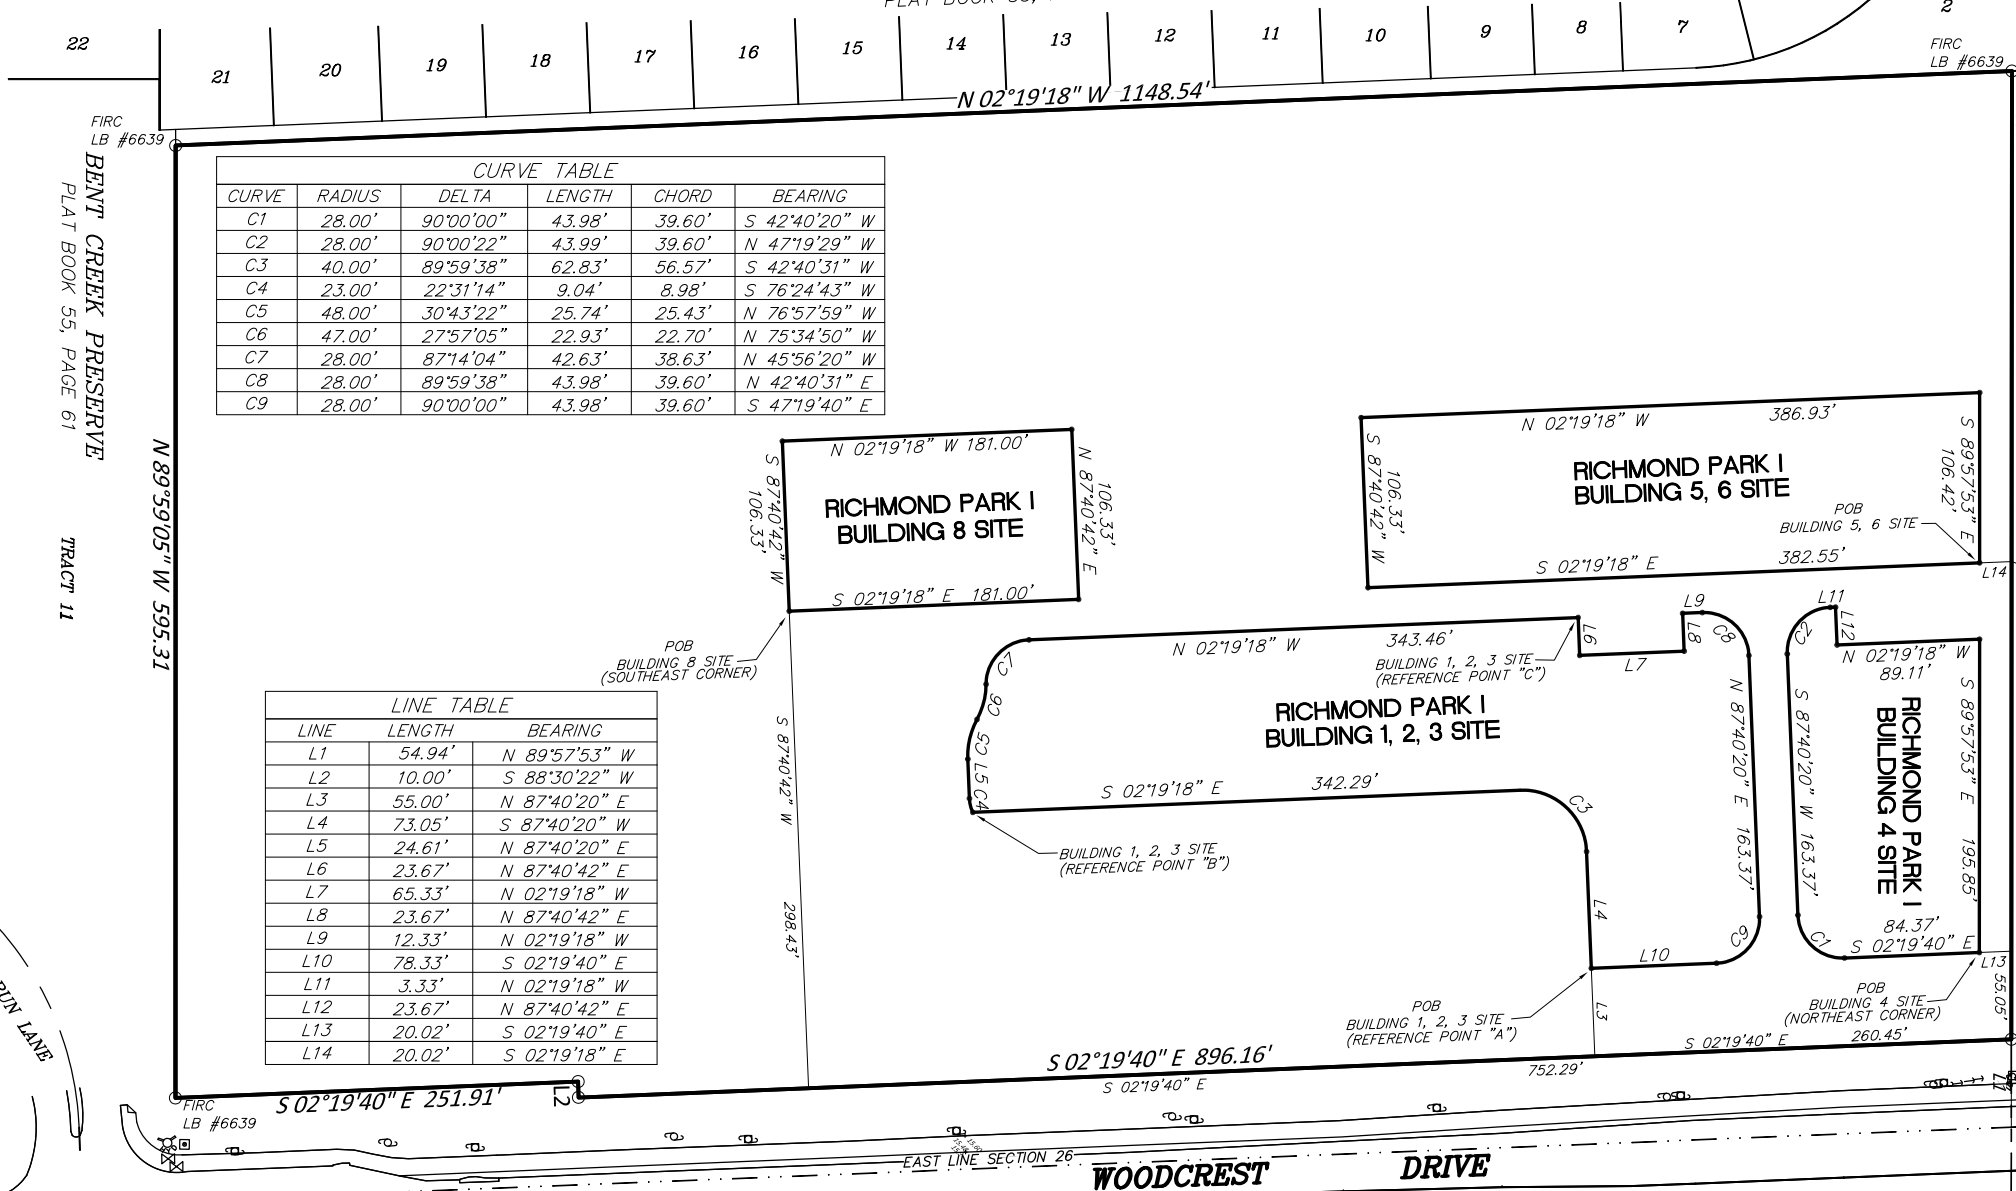 22
21
20
19
18
17
16
15
14
13
12
11
10
9
8
7
2
FIRC
LB #6639
N 02°19'18" W 1148.54'
FIRC
LB #6639
BENT CREEK PRESERVE
PLAT BOOK 55, PAGE 61
TRACT 11
N 89°59'05" W 595.31
CURVE TABLE
CURVE RADIUS DELTA LENGTH CHORD BEARING
C1 28.00' 90°00'00" 43.98' 39.60' S 42°40'20" W
C2 28.00' 90°00'22" 43.99' 39.60' N 47°19'29" W
C3 40.00' 89°59'38" 62.83' 56.57' S 42°40'31" W
C4 23.00' 22°31'14" 9.04' 8.98' S 76°24'43" W
C5 48.00' 30°43'22" 25.74' 25.43' N 76°57'59" W
C6 47.00' 27°57'05" 22.93' 22.70' N 75°34'50" W
C7 28.00' 87°14'04" 42.63' 38.63' N 45°56'20" W
C8 28.00' 89°59'38" 43.98' 39.60' N 42°40'31" E
C9 28.00' 90°00'00" 43.98' 39.60' S 47°19'40" E
N 02°19'18" W 181.00'
S 87°40'42" W
106.33'
RICHMOND PARK I
BUILDING 8 SITE
106.33'
N 87°40'42" E
S 02°19'18" E 181.00'
POB
BUILDING 8 SITE
(SOUTHEAST CORNER)
S 87°40'42" W
298.43'
N 02°19'18" W 386.93'
106.33'
S 87°40'42" W
RICHMOND PARK I
BUILDING 5, 6 SITE
S 89°57'53" E
106.42'
POB
BUILDING 5, 6 SITE
S 02°19'18" E 382.55'
L14
C7
C6
C5
L5
C4
N 02°19'18" W 343.46'
BUILDING 1, 2, 3 SITE
(REFERENCE POINT "C")
L6
L7
L8
L9
C8
RICHMOND PARK I
BUILDING 1, 2, 3 SITE
S 02°19'18" E 342.29'
C3
N 87°40'20" E 163.37'
BUILDING 1, 2, 3 SITE
(REFERENCE POINT "B")
L4
L10
C9
POB
BUILDING 1, 2, 3 SITE
(REFERENCE POINT "A")
L3
C2
L11
L12
N 02°19'18" W
89.11'
S 87°40'20" W 163.37'
RICHMOND PARK I
BUILDING 4 SITE
S 89°57'53" E 195.85'
84.37'
S 02°19'40" E
C1
L13
55.05'
POB
BUILDING 4 SITE
(NORTHEAST CORNER)
S 02°19'40" E 260.45'
LINE TABLE
LINE LENGTH BEARING
L1 54.94' N 89°57'53" W
L2 10.00' S 88°30'22" W
L3 55.00' N 87°40'20" E
L4 73.05' S 87°40'20" W
L5 24.61' N 87°40'20" E
L6 23.67' N 87°40'42" E
L7 65.33' N 02°19'18" W
L8 23.67' N 87°40'42" E
L9 12.33' N 02°19'18" W
L10 78.33' S 02°19'40" E
L11 3.33' N 02°19'18" W
L12 23.67' N 87°40'42" E
L13 20.02' S 02°19'40" E
L14 20.02' S 02°19'18" E
S 02°19'40" E 896.16'
S 02°19'40" E 752.29'
L2
S 02°19'40" E 251.91'
FIRC
LB #6639
RUN LANE
EAST LINE SECTION 26
WOODCREST DRIVE